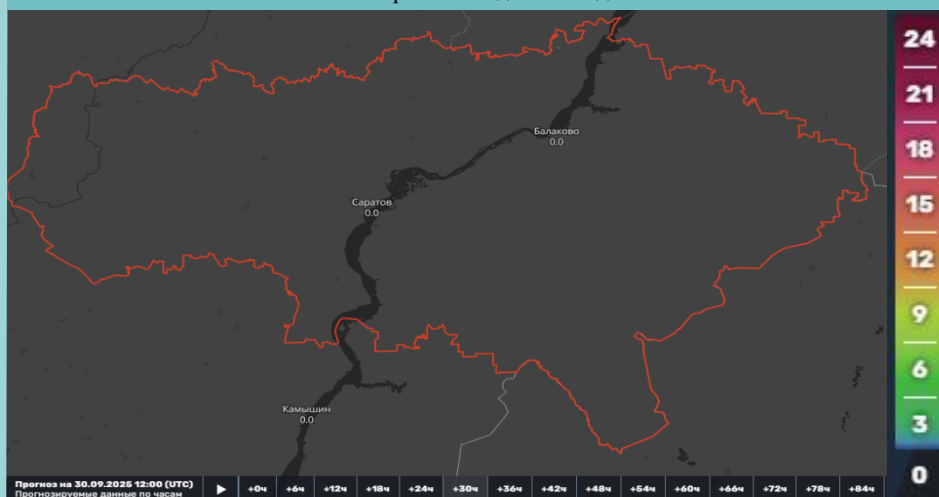 Балаково
0.0
Саратов
0.0
Камышин
0.0
24
21
18
15
12
9
6
3
0
Прогноз на 30.09.2025 12:00 (UTC)
Прогнозируемые данные по часам
+0ч +6ч +12ч +18ч +24ч +30ч +36ч +42ч +48ч +54ч +60ч +66ч +72ч +78ч +84ч